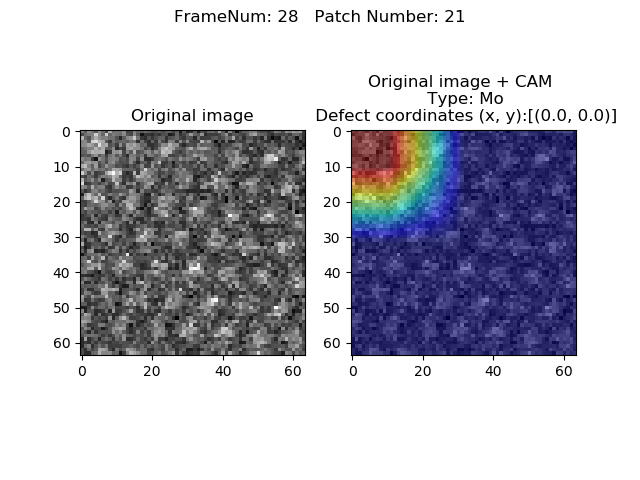 FrameNum: 28   Patch Number: 21
Original image
0
10
20
30
40
50
60
0 20 40 60
Original image + CAM
Type: Mo
Defect coordinates (x, y):[(0.0, 0.0)]
0
10
20
30
40
50
60
0 20 40 60